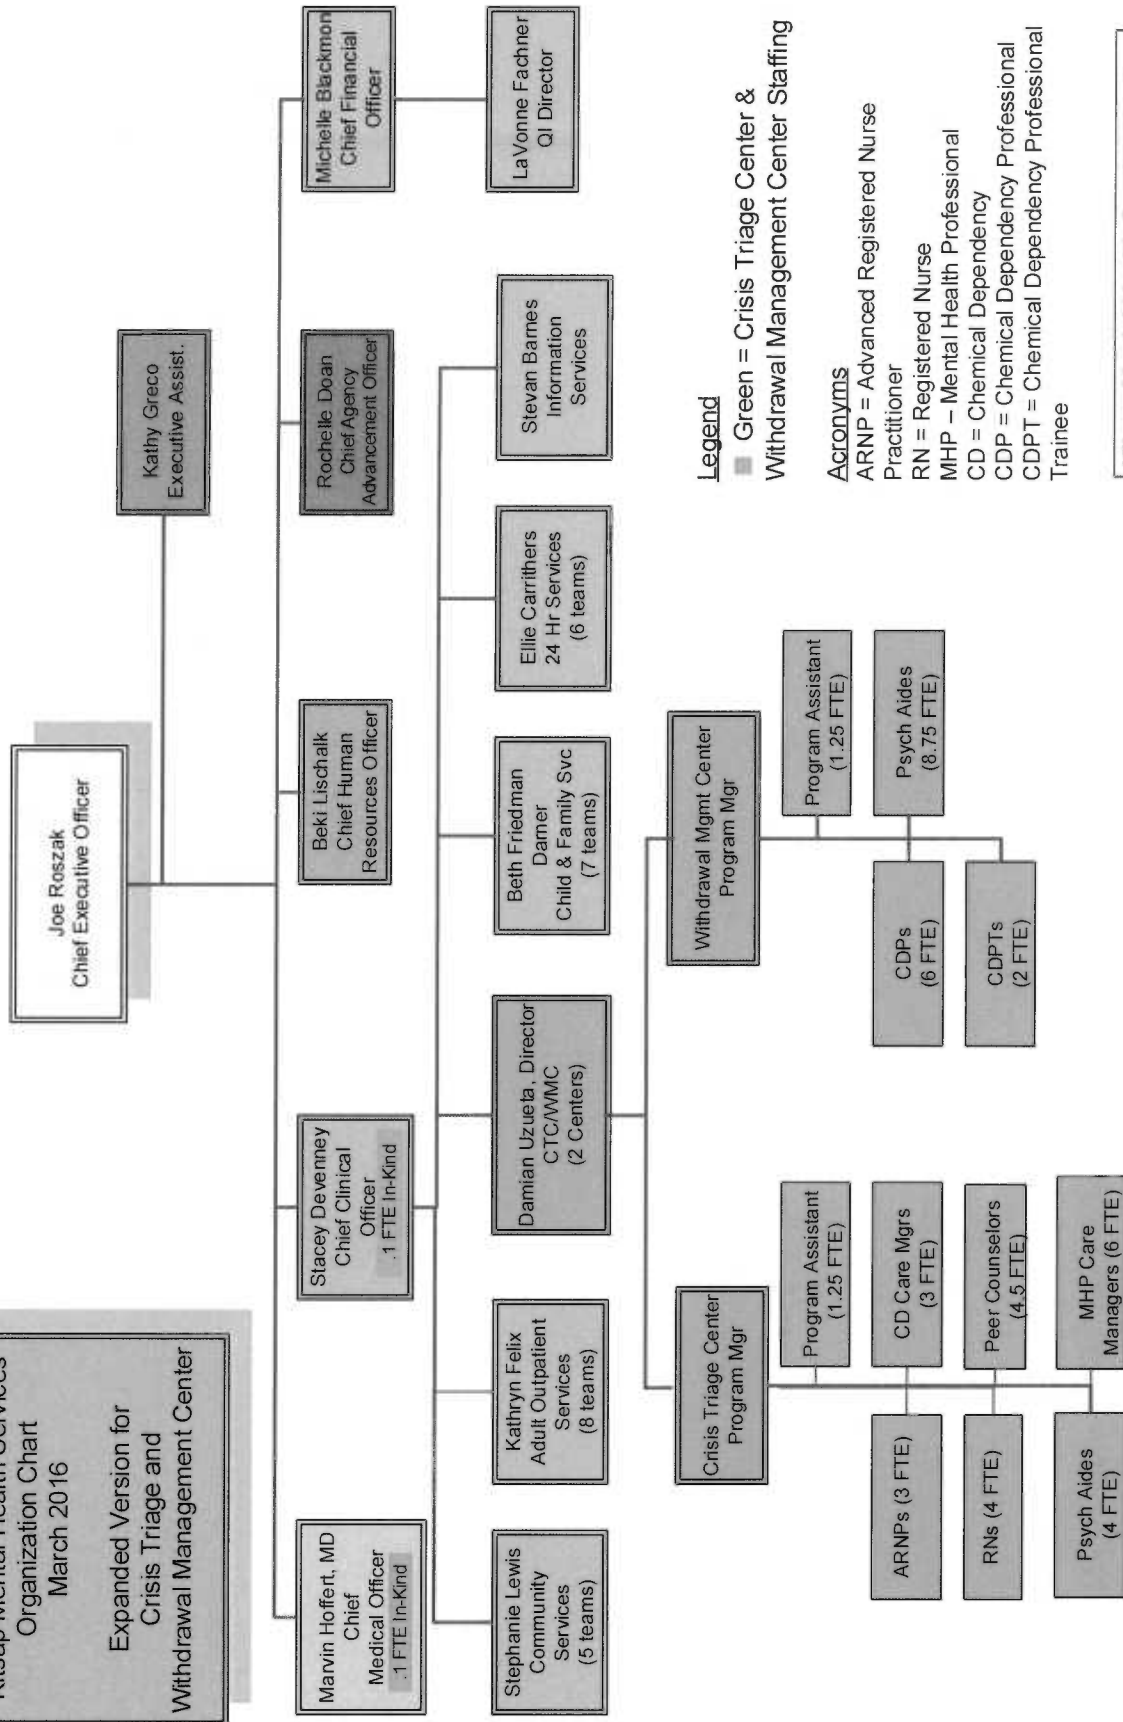 Kitsap Mental Health Services
Organization Chart
March 2016
Expanded Version for
Crisis Triage and
Withdrawal Management Center
Joe Roszak
Chief Executive Officer
Kathy Greco
Executive Assist.
Marvin Hoffert, MD
Chief
Medical Officer
.1 FTE In-Kind
Stacey Devenney
Chief Clinical
Officer
.1 FTE In-Kind
Beki Lischalk
Chief Human
Resources Officer
Rochelle Doan
Chief Agency
Advancement Officer
Michelle Blackmon
Chief Financial
Officer
Stephanie Lewis
Community
Services
(5 teams)
Kathryn Felix
Adult Outpatient
Services
(8 teams)
Damian Uzueta, Director
CTC/WMC
(2 Centers)
Beth Friedman
Damer
Child & Family Svc
(7 teams)
Ellie Carrithers
24 Hr Services
(6 teams)
Stevan Barnes
Information
Services
LaVonne Fachner
QI Director
Crisis Triage Center
Program Mgr
Withdrawal Mgmt Center
Program Mgr
Program Assistant
(1.25 FTE)
ARNPs (3 FTE)
CD Care Mgrs
(3 FTE)
RNs (4 FTE)
Peer Counselors
(4.5 FTE)
Psych Aides
(4 FTE)
MHP Care
Managers (6 FTE)
Program Assistant
(1.25 FTE)
CDPs
(6 FTE)
Psych Aides
(8.75 FTE)
CDPTs
(2 FTE)
Legend
Green = Crisis Triage Center &
Withdrawal Management Center Staffing
Acronyms
ARNP = Advanced Registered Nurse
Practitioner
RN = Registered Nurse
MHP – Mental Health Professional
CD = Chemical Dependency
CDP = Chemical Dependency Professional
CDPT = Chemical Dependency Professional
Trainee